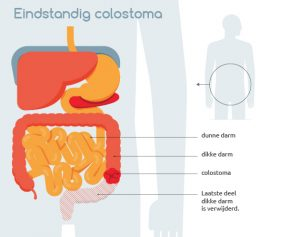 Eindstandig colostoma
dunne darm
dikke darm
colostoma
Laatste deel
dikke darm
is verwijderd.